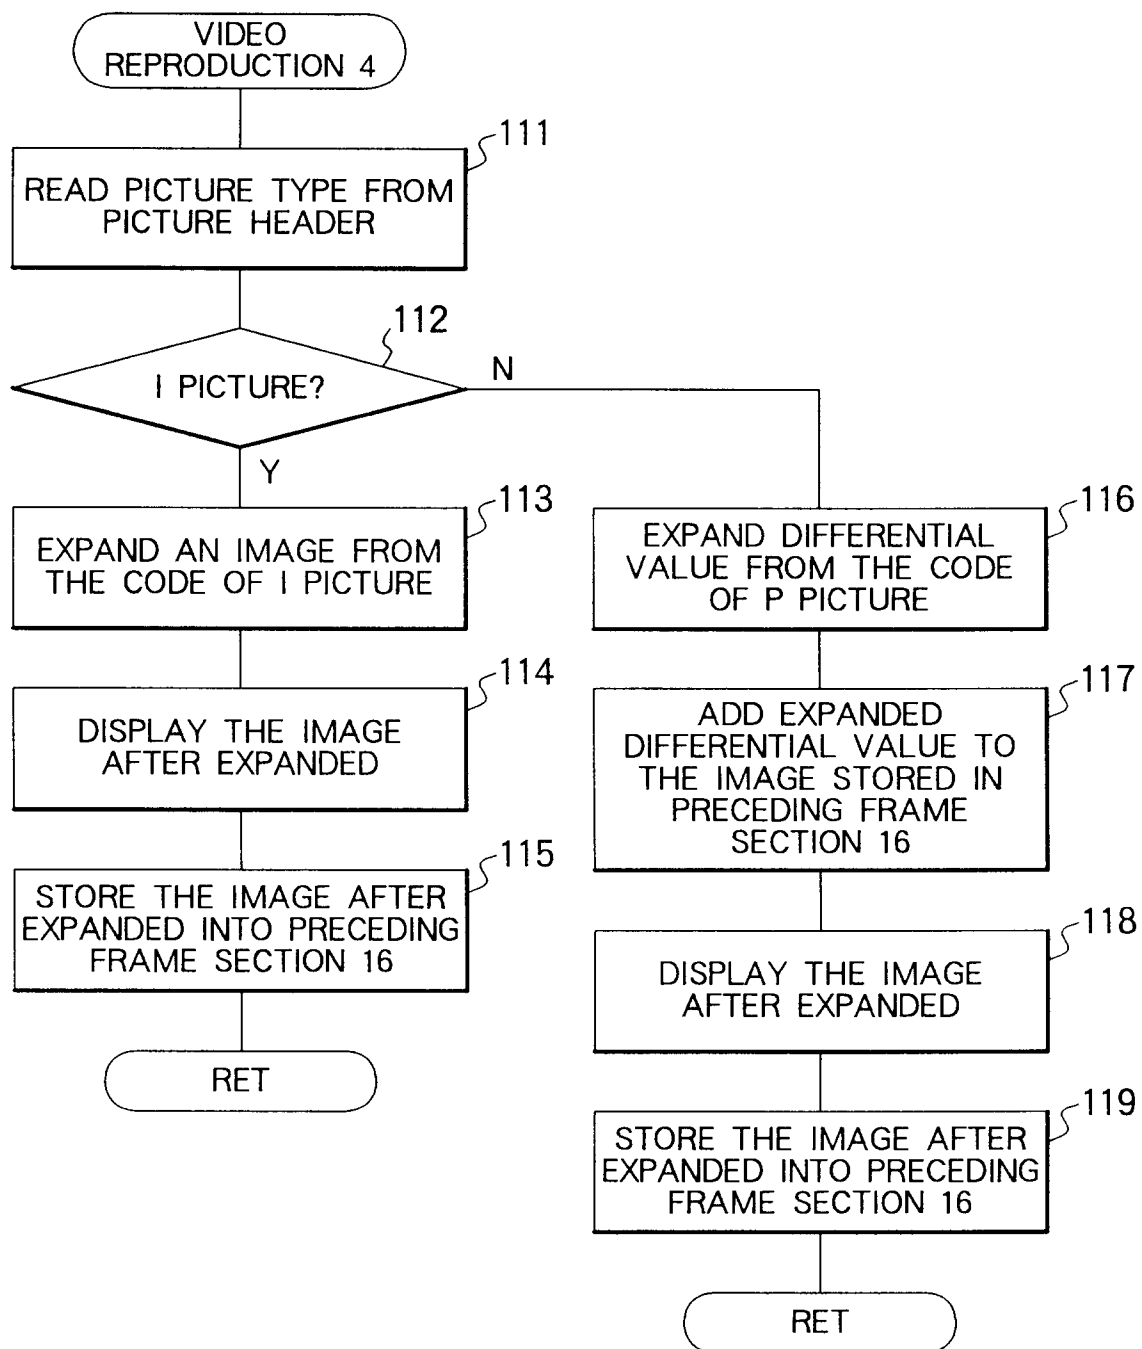 VIDEO
REPRODUCTION 4
111
READ PICTURE TYPE FROM
PICTURE HEADER
112
I PICTURE?
N
Y
113
EXPAND AN IMAGE FROM
THE CODE OF I PICTURE
114
DISPLAY THE IMAGE
AFTER EXPANDED
115
STORE THE IMAGE AFTER
EXPANDED INTO PRECEDING
FRAME SECTION 16
RET
116
EXPAND DIFFERENTIAL
VALUE FROM THE CODE
OF P PICTURE
117
ADD EXPANDED
DIFFERENTIAL VALUE TO
THE IMAGE STORED IN
PRECEDING FRAME
SECTION 16
118
DISPLAY THE IMAGE
AFTER EXPANDED
119
STORE THE IMAGE AFTER
EXPANDED INTO PRECEDING
FRAME SECTION 16
RET